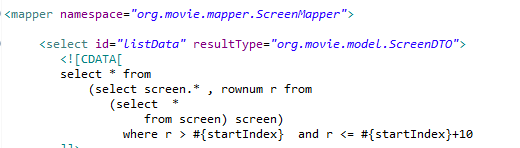 <mapper namespace="org.movie.mapper.ScreenMapper">
<select id="listData" resultType="org.movie.model.ScreenDTO">
<![CDATA[
select * from
(select screen.* , rownum r from
(select *
from screen) screen)
where r > #{startIndex} and r <= #{startIndex}+10